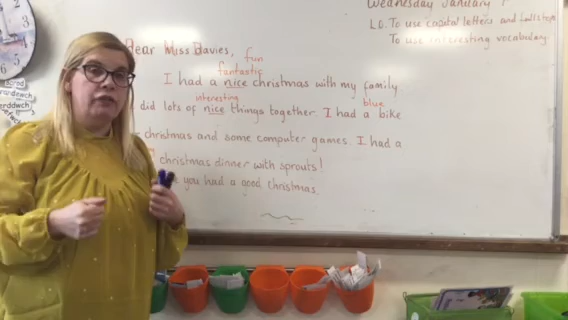 Wednesday January
L.O. To use capital letters and full stops
To use interesting vocabulary
Dear Miss Davies,
fun
fantastic
I had a nice christmas with my family.
interesting
blue
did lots of nice things together. I had a bike
christmas and some computer games. I had a
christmas dinner with sprouts!
you had a good Christmas.